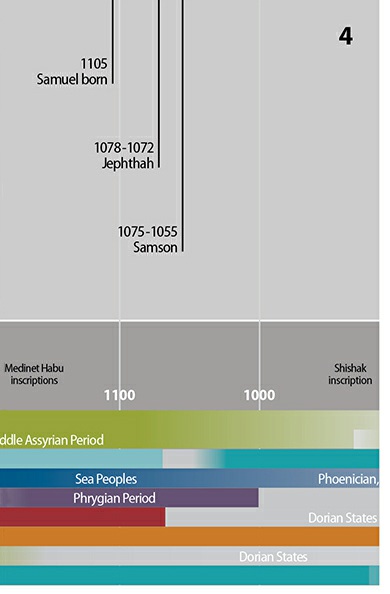 4
1105
Samuel born
1078-1072
Jephthah
1075-1055
Samson
Medinet Habu
inscriptions
Shishak
inscription
1100
1000
ddle Assyrian Period
Sea Peoples
Phoenician,
Phrygian Period
Dorian States
Dorian States